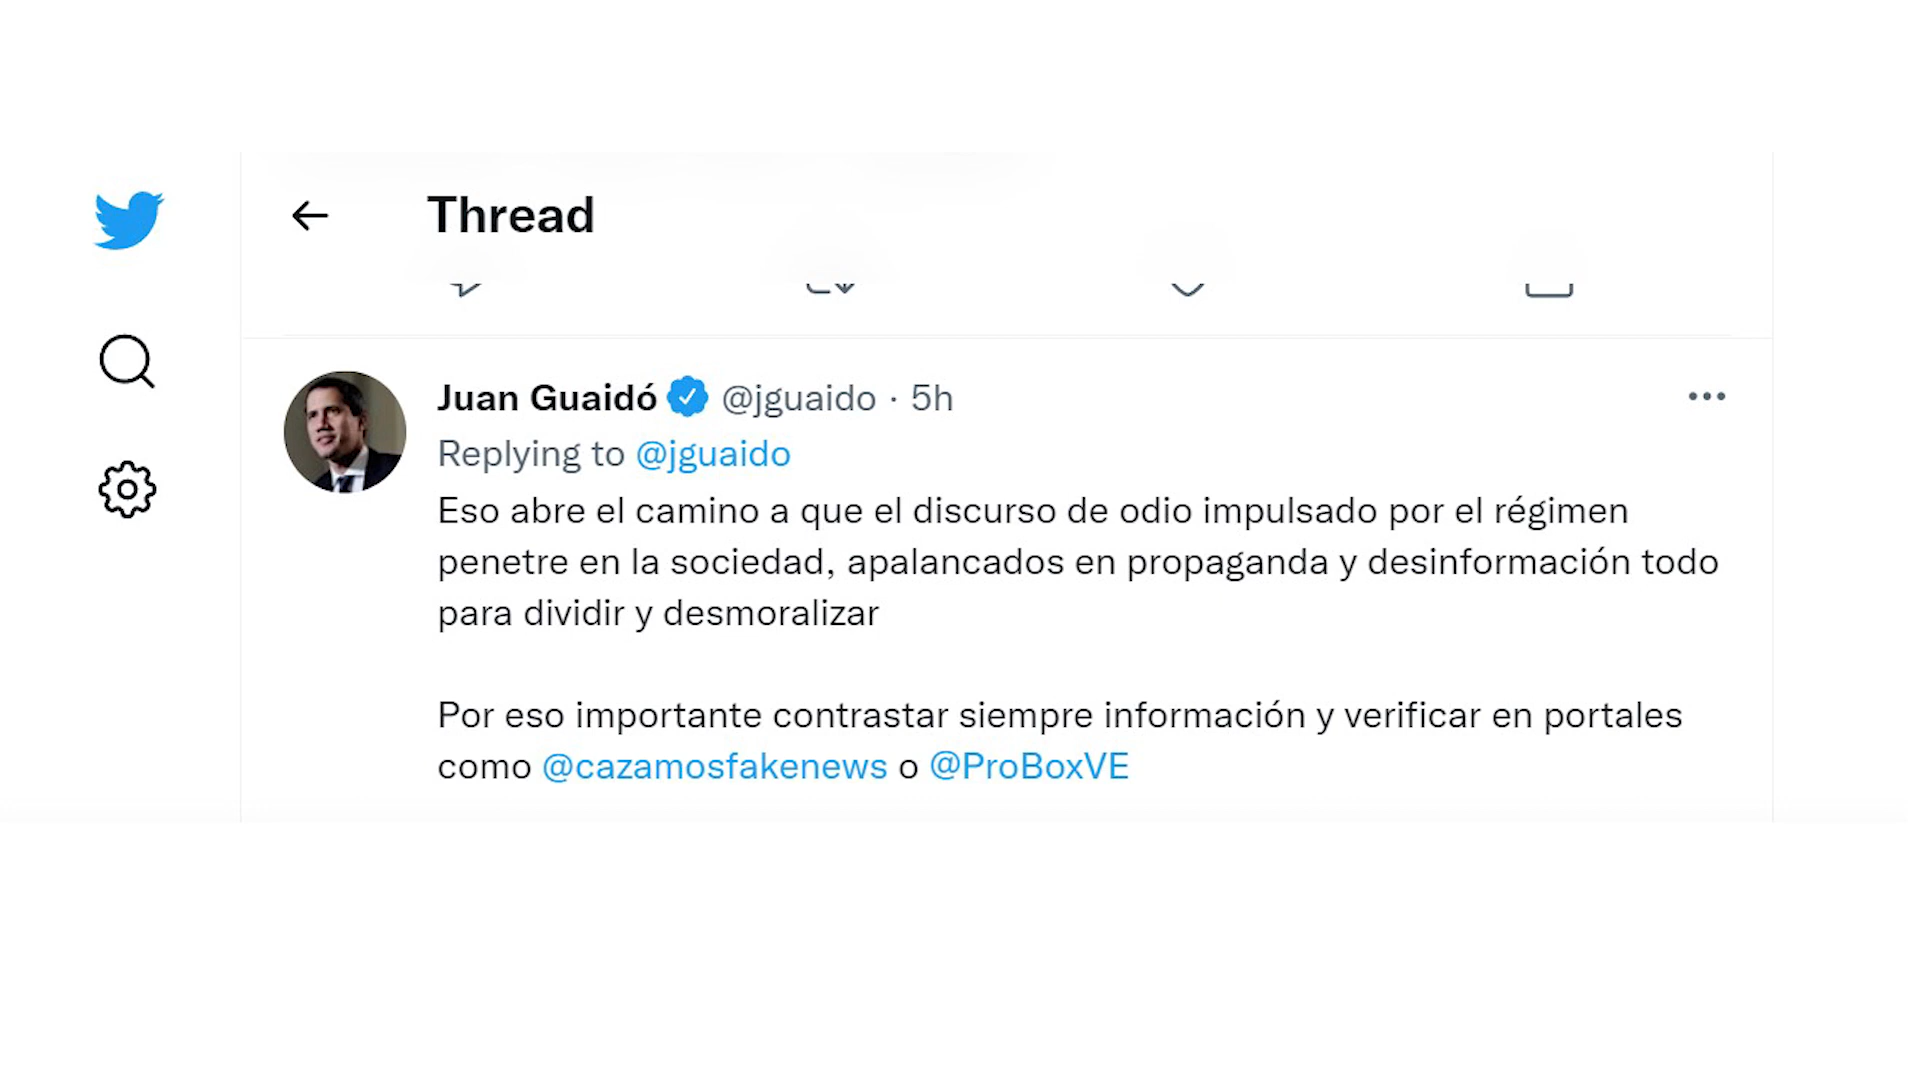 Thread
Juan Guaidó @jguaido · 5h
Replying to @jguaido
Eso abre el camino a que el discurso de odio impulsado por el régimen
penetre en la sociedad, apalancados en propaganda y desinformación todo
para dividir y desmoralizar
Por eso importante contrastar siempre información y verificar en portales
como @cazamosfakenews o @ProBoxVE